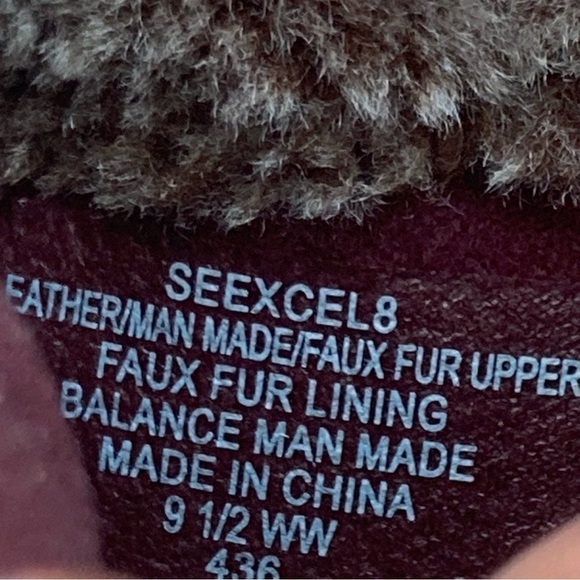 SEEXCEL8
EATHER/MAN MADE/FAUX FUR UPPER
FAUX FUR LINING
BALANCE MAN MADE
MADE IN CHINA
9 1/2 WW
436